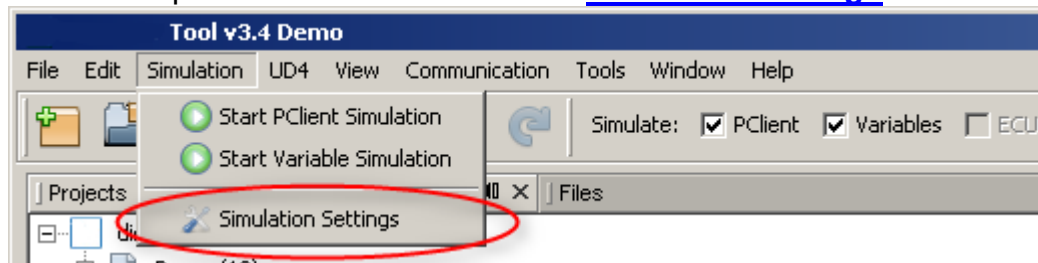 Tool v3.4 Demo
File Edit Simulation UD4 View Communication Tools Window Help
Start PClient Simulation
Simulate: PClient Variables ECU
Start Variable Simulation
Projects Files
Simulation Settings